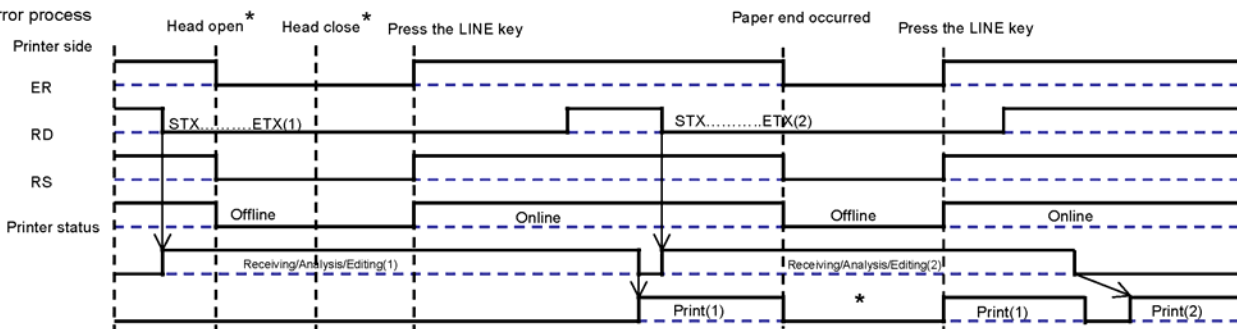 ror process
Head open * Head close * Press the LINE key Paper end occurred Press the LINE key
Printer side
ER
RD STX..........ETX(1) STX...........ETX(2)
RS
Printer status Offline Online Offline Online
Receiving/Analysis/Editing(1) Receiving/Analysis/Editing(2)
Print(1) * Print(1) Print(2)